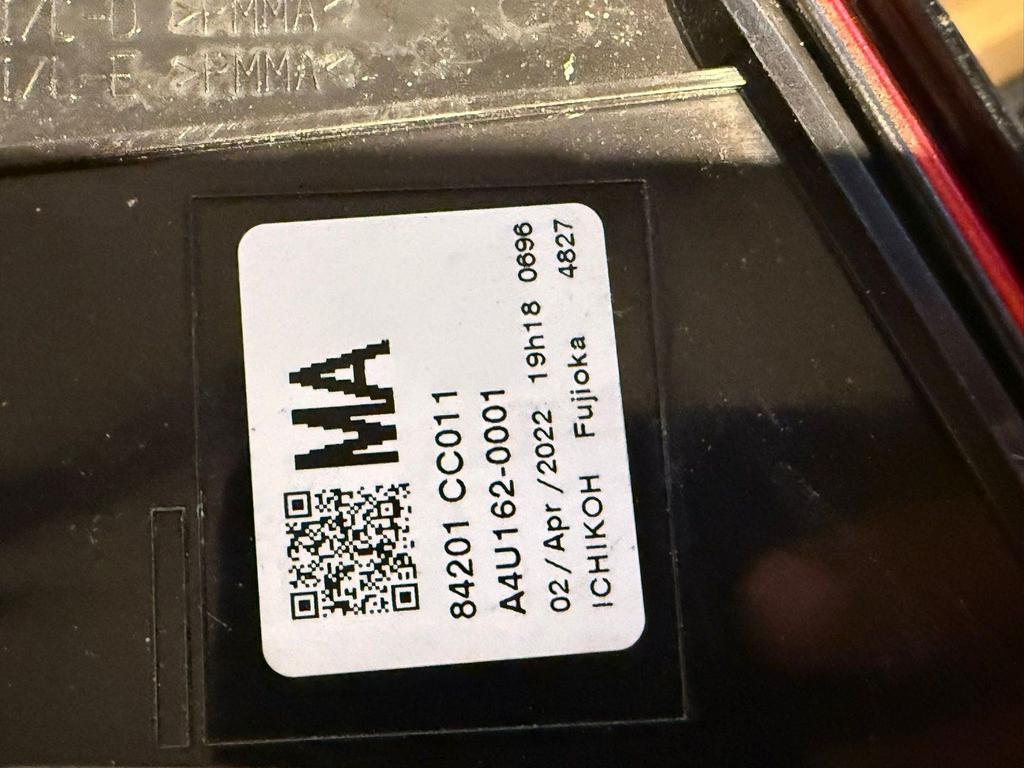 >PMMA<
>PMMA<
MA
84201 CC011
A4U162-0001
02/Apr/2022 19h18 0696
ICHIKOH Fujioka 4827